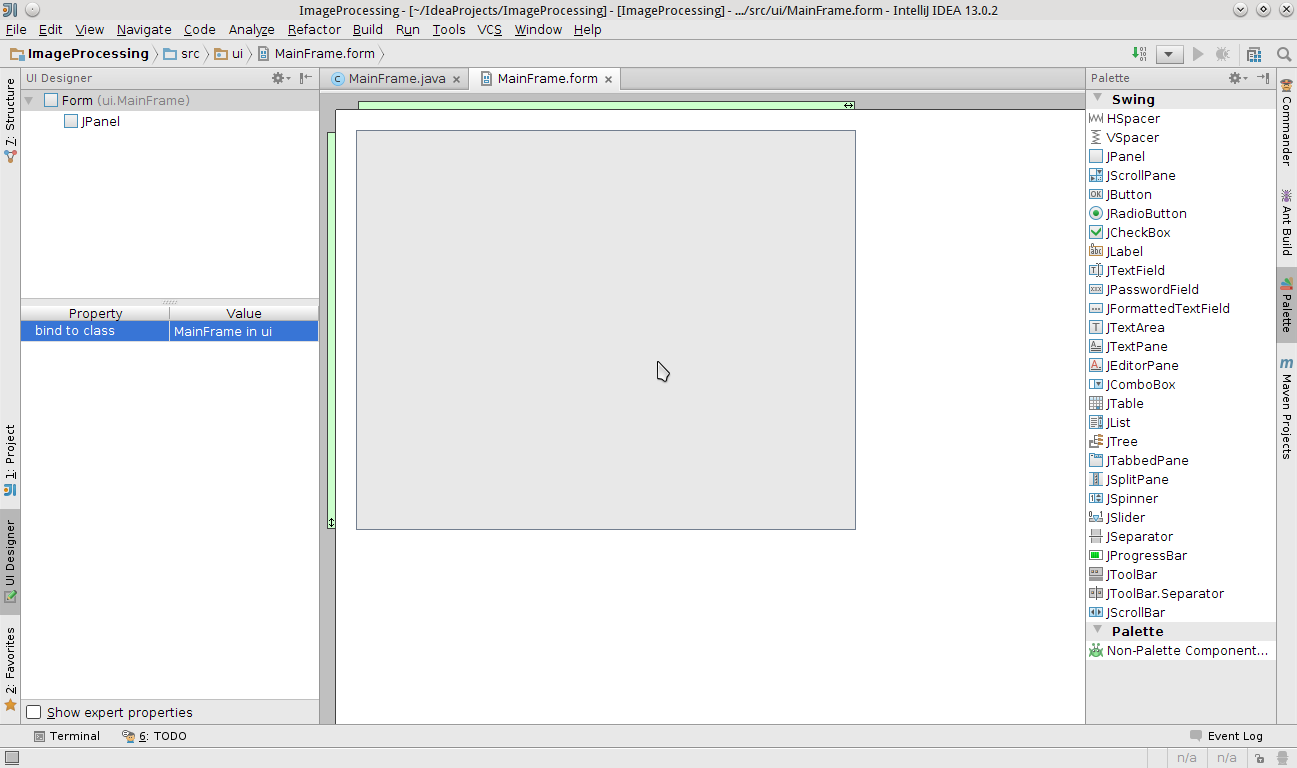 ImageProcessing - [~/IdeaProjects/ImageProcessing] - [ImageProcessing] - .../src/ui/MainFrame.form - IntelliJ IDEA 13.0.2
File Edit View Navigate Code Analyze Refactor Build Run Tools VCS Window Help
ImageProcessing src ui MainFrame.form
UI Designer
MainFrame.java MainFrame.form
Palette
Form (ui.MainFrame)
JPanel
Property Value
bind to class MainFrame in ui
Show expert properties
7: Structure
1: Project
UI Designer
2: Favorites
Swing
HSpacer
VSpacer
JPanel
JScrollPane
JButton
JRadioButton
JCheckBox
JLabel
JTextField
JPasswordField
JFormattedTextField
JTextArea
JTextPane
JEditorPane
JComboBox
JTable
JList
JTree
JTabbedPane
JSplitPane
JSpinner
JSlider
JSeparator
JProgressBar
JToolBar
JToolBar.Separator
JScrollBar
Palette
Non-Palette Component...
Commander
Ant Build
Palette
Maven Projects
Terminal 6: TODO Event Log
n/a n/a